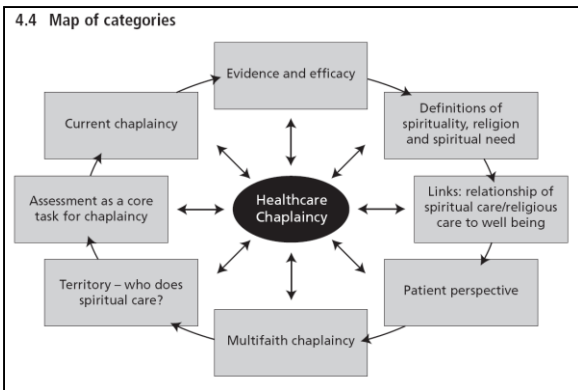 4.4 Map of categories
Evidence and efficacy
Definitions of
spirituality, religion
and spiritual need
Links: relationship of
spiritual care/religious
care to well being
Patient perspective
Multifaith chaplaincy
Territory – who does
spiritual care?
Assessment as a core
task for chaplaincy
Current chaplaincy
Healthcare
Chaplaincy